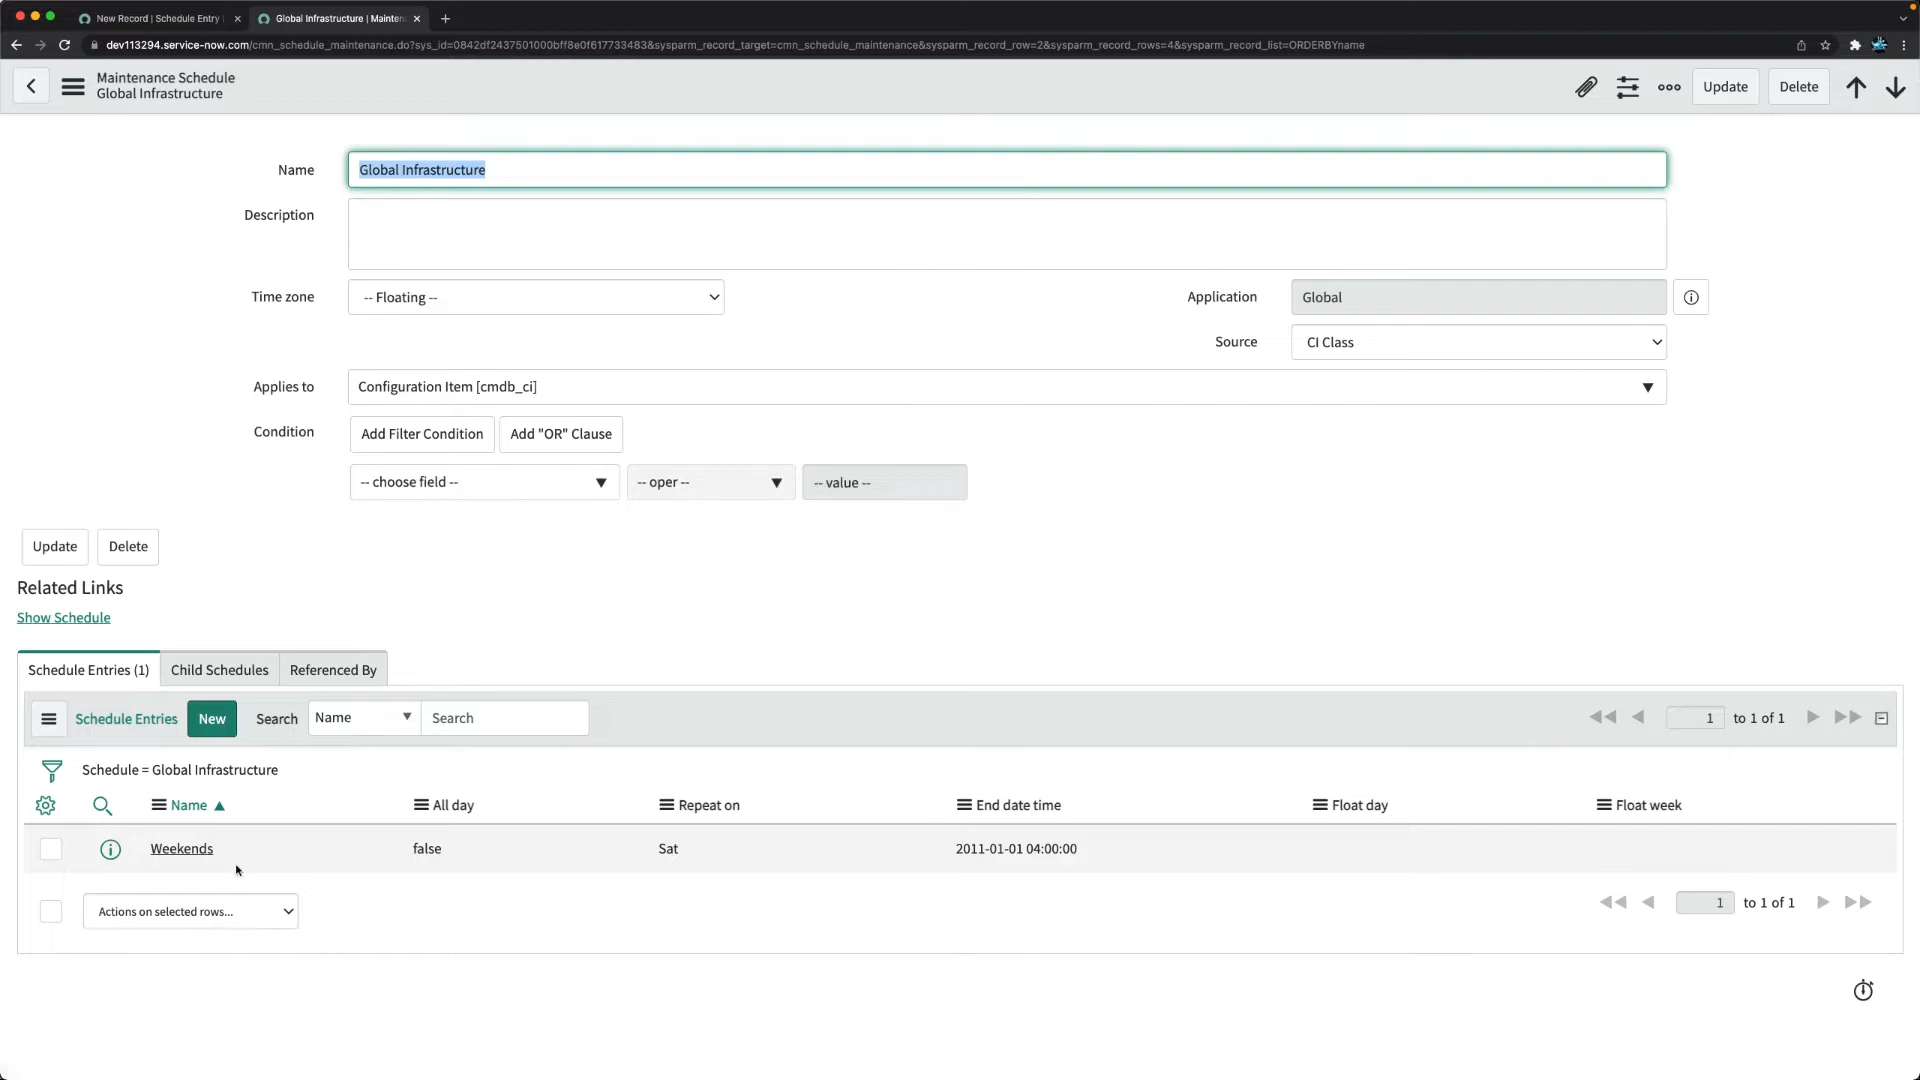 New Record | Schedule Entry
Global Infrastructure | Mainten
dev113294.service-now.com/cmn_schedule_maintenance.do?sys_id=0842df2437501000bff8e0f617733483&sysparm_record_target=cmn_schedule_maintenance&sysparm_record_row=2&sysparm_record_rows=4&sysparm_record_list=ORDERBYname
Maintenance Schedule
Global Infrastructure
Update
Delete
Name
Global Infrastructure
Description
Time zone
-- Floating --
Application
Global
Source
CI Class
Applies to
Configuration Item [cmdb_ci]
Condition
Add Filter Condition
Add "OR" Clause
-- choose field --
-- oper --
-- value --
Update
Delete
Related Links
Show Schedule
Schedule Entries (1)
Child Schedules
Referenced By
Schedule Entries
New
Search
Name
Search
1 to 1 of 1
Schedule = Global Infrastructure
Name
All day
Repeat on
End date time
Float day
Float week
Weekends
false
Sat
2011-01-01 04:00:00
Actions on selected rows...
1 to 1 of 1